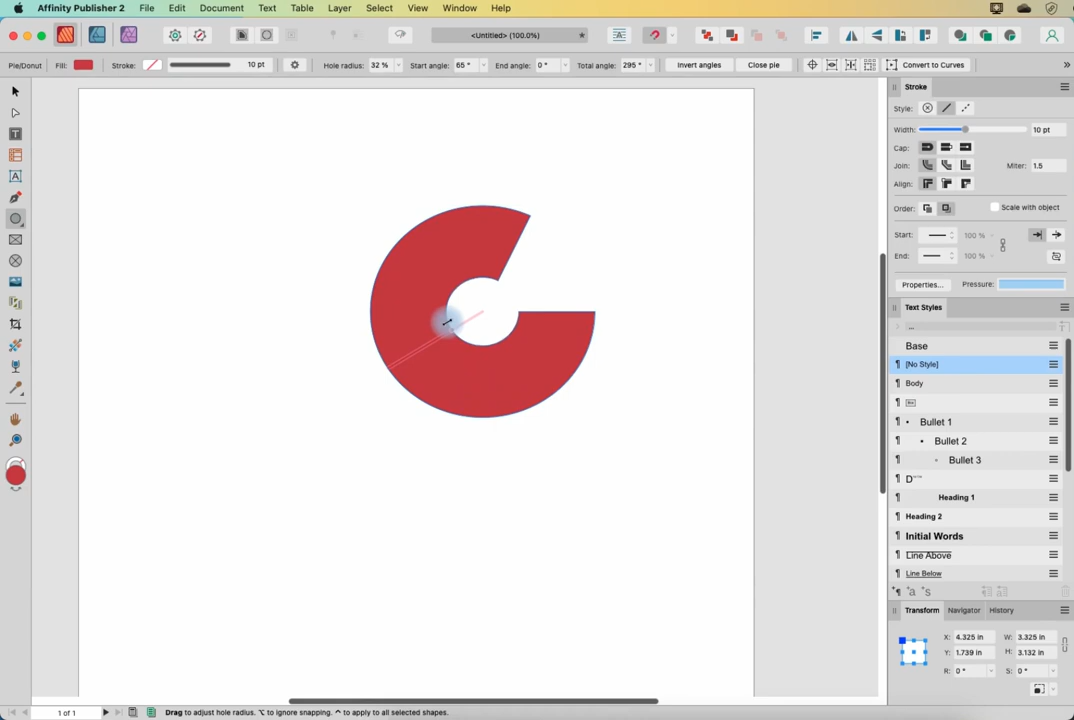 Affinity Publisher 2 File Edit Document Text Table Layer Select View Window Help
<Untitled> (100.0%)
Pie/Donut Fill: Stroke: 10 pt Hole radius: 32 % Start angle: 65 ° End angle: 0 ° Total angle: 295 ° Invert angles Close pie Convert to Curves
Stroke
Style:
Width: 10 pt
Cap:
Join: Miter: 1.5
Align:
Order: Scale with object
Start: 100 %
End: 100 %
Properties... Pressure:
Text Styles
...
Base
[No Style]
Body
Bullet 1
Bullet 2
Bullet 3
Heading 1
Heading 2
Initial Words
Line Above
Line Below
Transform Navigator History
X: 4.325 in W: 3.325 in
Y: 1.739 in H: 3.132 in
R: 0 ° S: 0 °
1 of 1 Drag to adjust hole radius. ⌥ to ignore snapping. ^ to apply to all selected shapes.